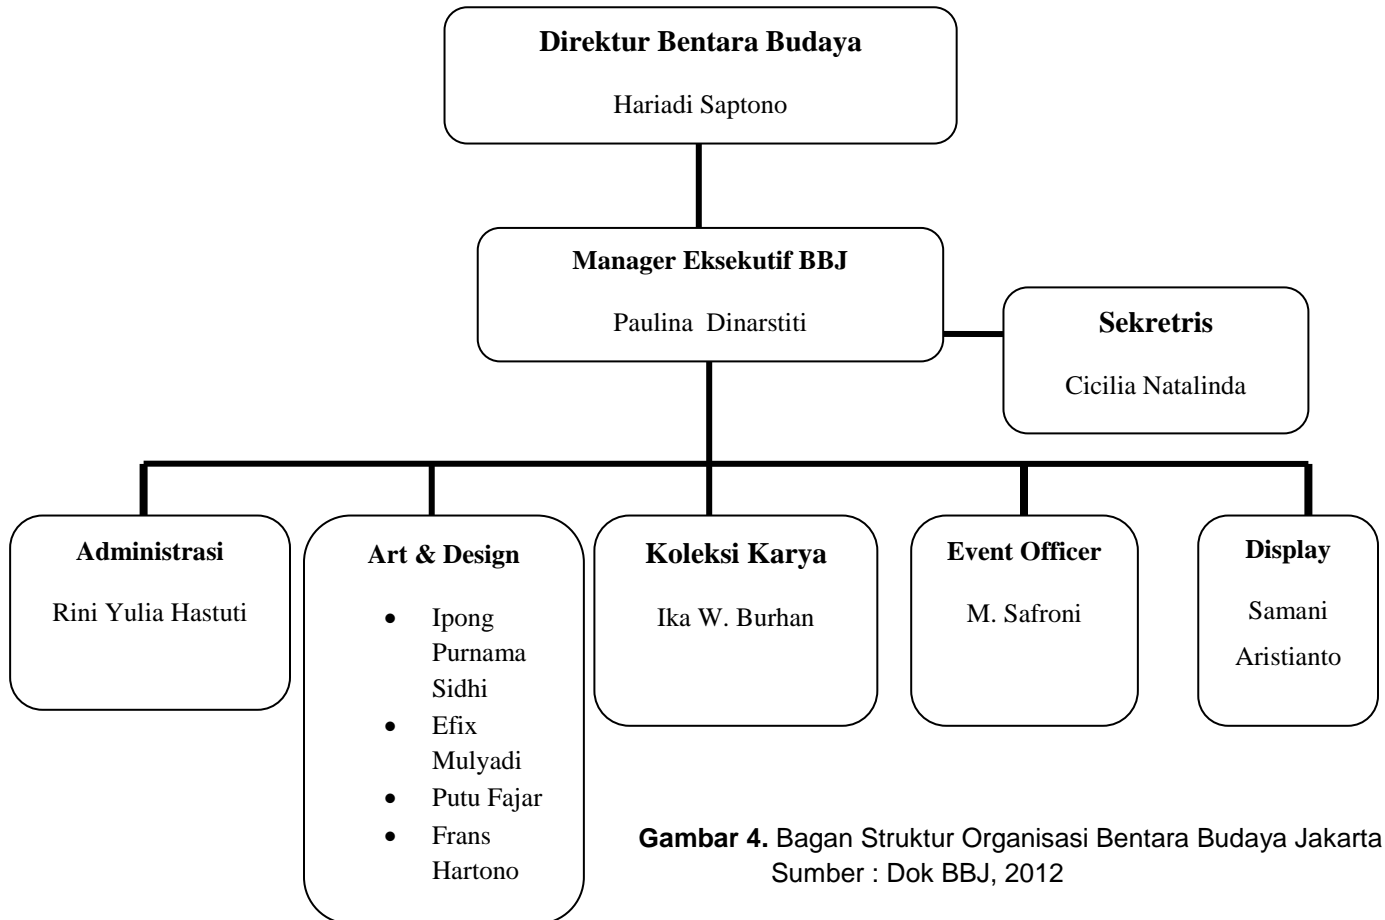 Direktur Bentara Budaya
Hariadi Saptono
Manager Eksekutif BBJ
Paulina Dinarstiti
Sekretris
Cicilia Natalinda
Administrasi
Rini Yulia Hastuti
Art & Design
• Ipong
Purnama
Sidhi
• Efix
Mulyadi
• Putu Fajar
• Frans
Hartono
Koleksi Karya
Ika W. Burhan
Event Officer
M. Safroni
Display
Samani
Aristianto
Gambar 4. Bagan Struktur Organisasi Bentara Budaya Jakarta
Sumber : Dok BBJ, 2012